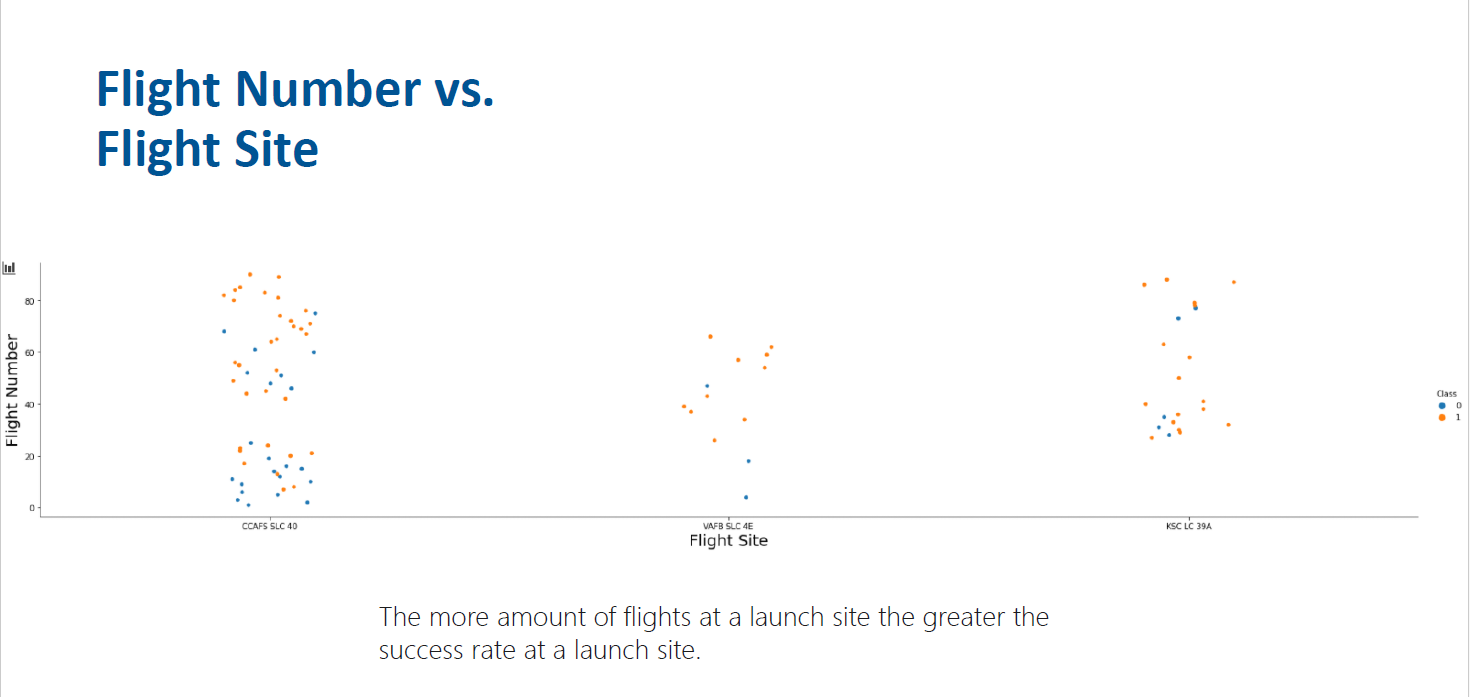 Flight Number vs.
Flight Site
Flight Number
80
60
40
20
0
CCAFS SLC 40
VAFB SLC 4E
KSC LC 39A
Flight Site
Class
0
1
The more amount of flights at a launch site the greater the
success rate at a launch site.